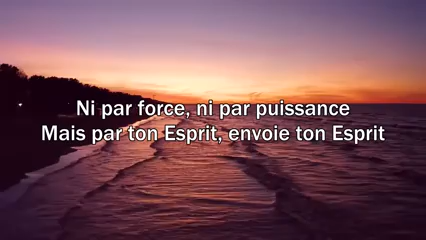 Ni par force, ni par puissance
Mais par ton Esprit, envoie ton Esprit